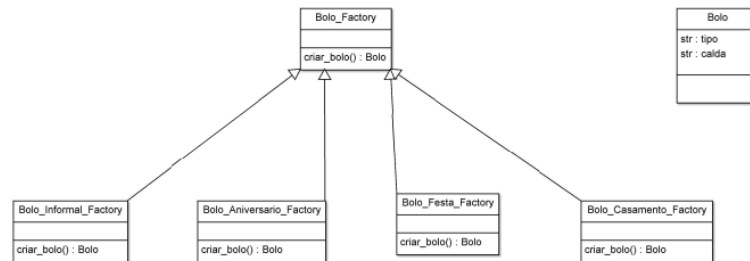 Bolo_Factory
criar_bolo() : Bolo
Bolo
str : tipo
str : calda
Bolo_Informal_Factory
criar_bolo() : Bolo
Bolo_Aniversario_Factory
criar_bolo() : Bolo
Bolo_Festa_Factory
criar_bolo() : Bolo
Bolo_Casamento_Factory
criar_bolo() : Bolo